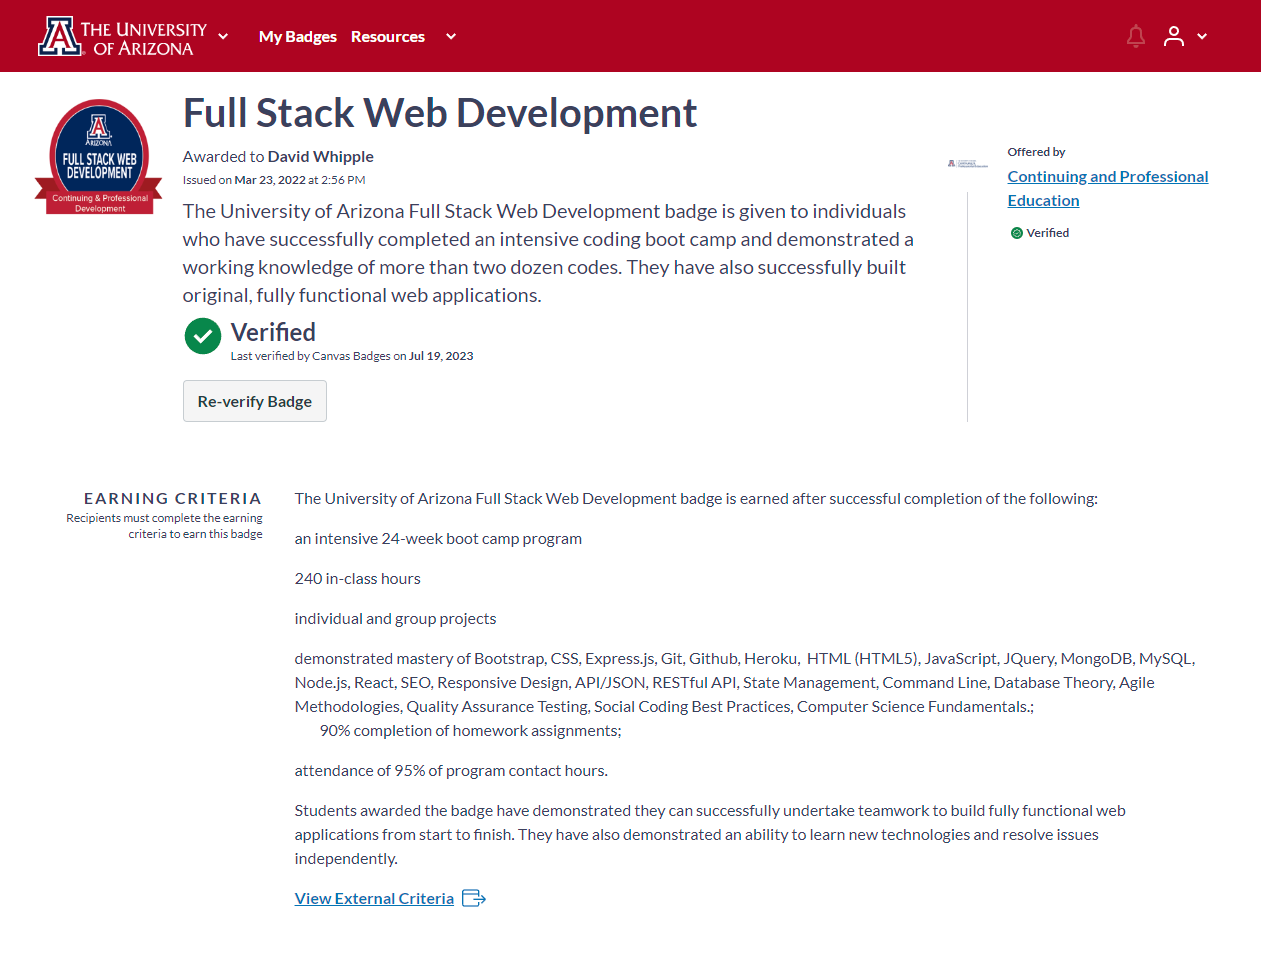 THE UNIVERSITY
OF ARIZONA
My Badges Resources
A
ARIZONA
FULL STACK WEB
DEVELOPMENT
Continuing & Professional
Development
Full Stack Web Development
Awarded to David Whipple
Issued on Mar 23, 2022 at 2:56 PM
The University of Arizona Full Stack Web Development badge is given to individuals
who have successfully completed an intensive coding boot camp and demonstrated a
working knowledge of more than two dozen codes. They have also successfully built
original, fully functional web applications.
Verified
Last verified by Canvas Badges on Jul 19, 2023
Re-verify Badge
Offered by
Continuing and Professional
Education
Verified
EARNING CRITERIA
Recipients must complete the earning
criteria to earn this badge
The University of Arizona Full Stack Web Development badge is earned after successful completion of the following:
an intensive 24-week boot camp program
240 in-class hours
individual and group projects
demonstrated mastery of Bootstrap, CSS, Express.js, Git, Github, Heroku,  HTML (HTML5), JavaScript, JQuery, MongoDB, MySQL,
Node.js, React, SEO, Responsive Design, API/JSON, RESTful API, State Management, Command Line, Database Theory, Agile
Methodologies, Quality Assurance Testing, Social Coding Best Practices, Computer Science Fundamentals.;
90% completion of homework assignments;
attendance of 95% of program contact hours.
Students awarded the badge have demonstrated they can successfully undertake teamwork to build fully functional web
applications from start to finish. They have also demonstrated an ability to learn new technologies and resolve issues
independently.
View External Criteria